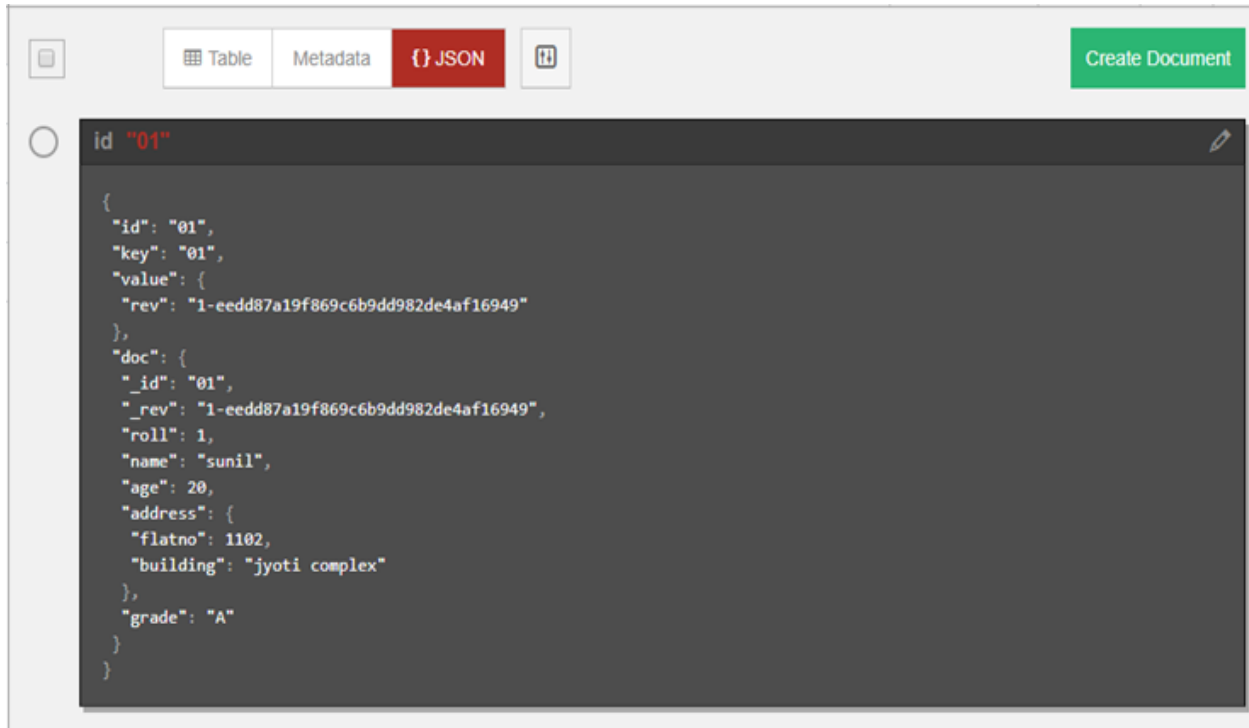 Table Metadata {} JSON Create Document
id "01"
{
"id": "01",
"key": "01",
"value": {
"rev": "1-eedd87a19f869c6b9dd982de4af16949"
},
"doc": {
"_id": "01",
"_rev": "1-eedd87a19f869c6b9dd982de4af16949",
"roll": 1,
"name": "sunil",
"age": 20,
"address": {
"flatno": 1102,
"building": "jyoti complex"
},
"grade": "A"
}
}